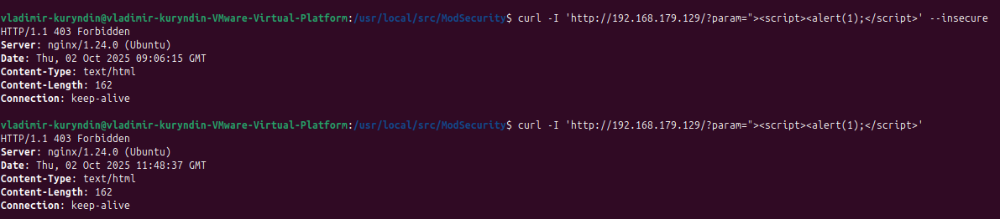 vladimir-kuryndin@vladimir-kuryndin-VMware-Virtual-Platform:/usr/local/src/ModSecurity$ curl -I 'http://192.168.179.129/?param="><script><alert(1);</script>' --insecure
HTTP/1.1 403 Forbidden
Server: nginx/1.24.0 (Ubuntu)
Date: Thu, 02 Oct 2025 09:06:15 GMT
Content-Type: text/html
Content-Length: 162
Connection: keep-alive
vladimir-kuryndin@vladimir-kuryndin-VMware-Virtual-Platform:/usr/local/src/ModSecurity$ curl -I 'http://192.168.179.129/?param="><script><alert(1);</script>'
HTTP/1.1 403 Forbidden
Server: nginx/1.24.0 (Ubuntu)
Date: Thu, 02 Oct 2025 11:48:37 GMT
Content-Type: text/html
Content-Length: 162
Connection: keep-alive